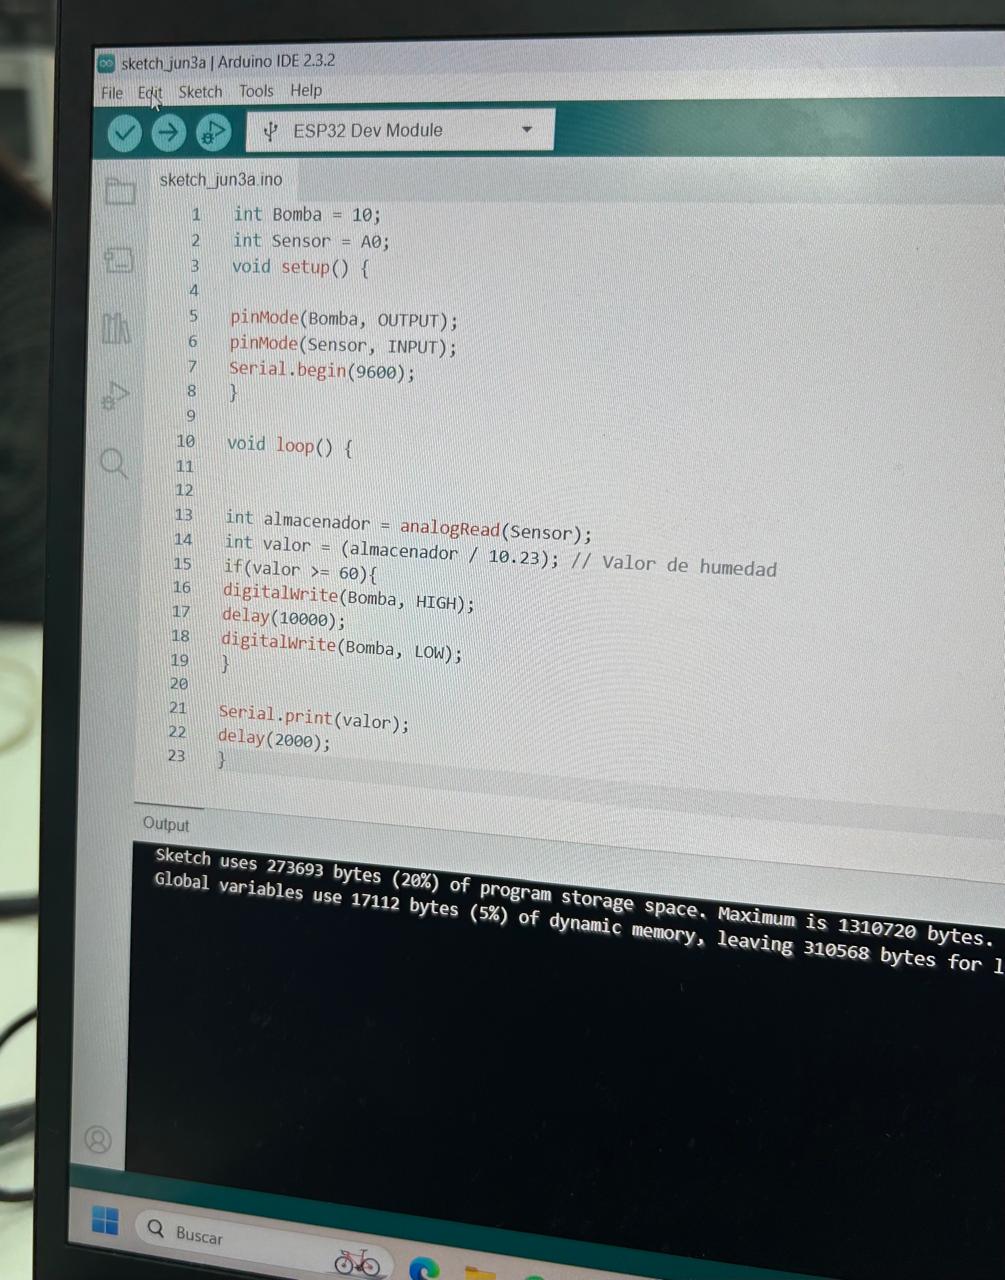 sketch_jun3a | Arduino IDE 2.3.2
File Edit Sketch Tools Help
ESP32 Dev Module
sketch_jun3a.ino
1 int Bomba = 10;
2 int Sensor = A0;
3 void setup() {
4
5 pinMode(Bomba, OUTPUT);
6 pinMode(Sensor, INPUT);
7 Serial.begin(9600);
8 }
9
10 void loop() {
11
12
13 int almacenador = analogRead(Sensor);
14 int valor = (almacenador / 10.23); // Valor de humedad
15 if(valor >= 60){
16 digitalWrite(Bomba, HIGH);
17 delay(10000);
18 digitalWrite(Bomba, LOW);
19 }
20
21 Serial.print(valor);
22 delay(2000);
23 }
Output
Sketch uses 273693 bytes (20%) of program storage space. Maximum is 1310720 bytes.
Global variables use 17112 bytes (5%) of dynamic memory, leaving 310568 bytes for l
Buscar